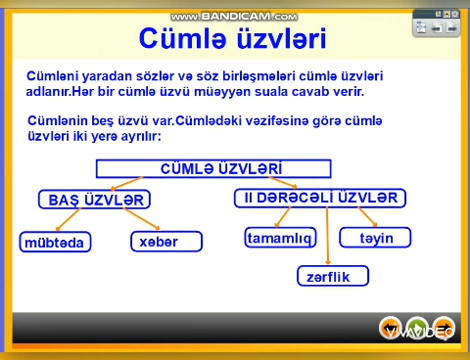 www.BANDICAM.com
Cümlə üzvləri
Cümləni yaradan sözlər və söz birləşmələri cümlə üzvləri
adlanır.Hər bir cümlə üzvü müəyyən suala cavab verir.
Cümlənin beş üzvü var.Cümlədəki vəzifəsinə görə cümlə
üzvləri iki yerə ayrılır:
CÜMLƏ ÜZVLƏRİ
BAŞ ÜZVLƏR
II DƏRƏCƏLİ ÜZVLƏR
mübtəda
xəbər
tamamlıq
təyin
zərflik
VIVAVIDEO